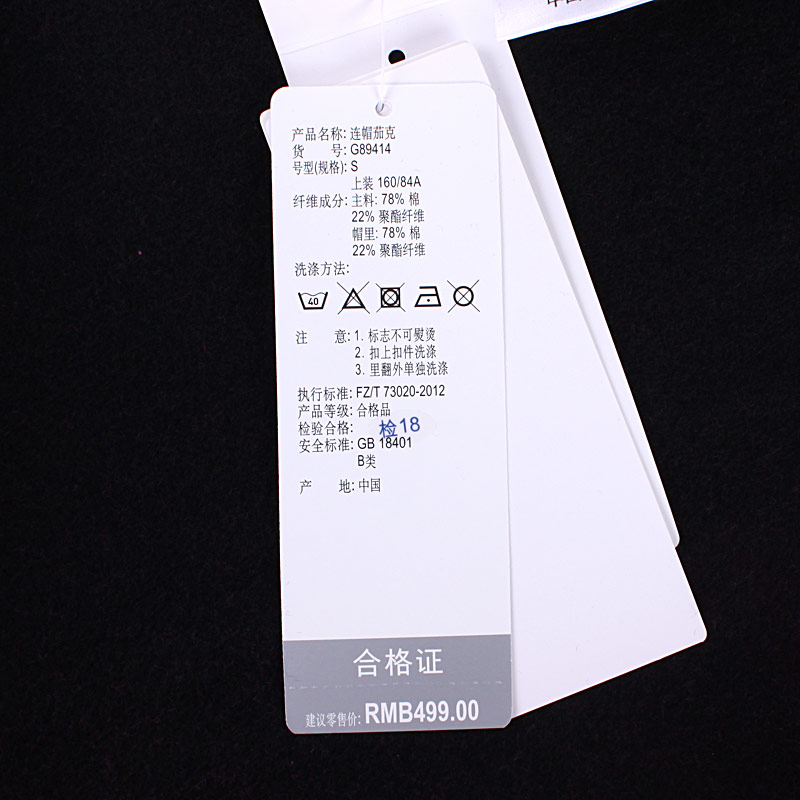 产品名称: 连帽茄克
货 号: G89414
号型(规格): S
上装 160/84A
纤维成分: 主料: 78% 棉
22% 聚酯纤维
帽里: 78% 棉
22% 聚酯纤维
洗涤方法:
40
注 意: 1. 标志不可熨烫
2. 扣上扣件洗涤
3. 里翻外单独洗涤
执行标准: FZ/T 73020-2012
产品等级: 合格品
检验合格: 检18
安全标准: GB 18401
B类
产 地: 中国
合格证
建议零售价: RMB499.00